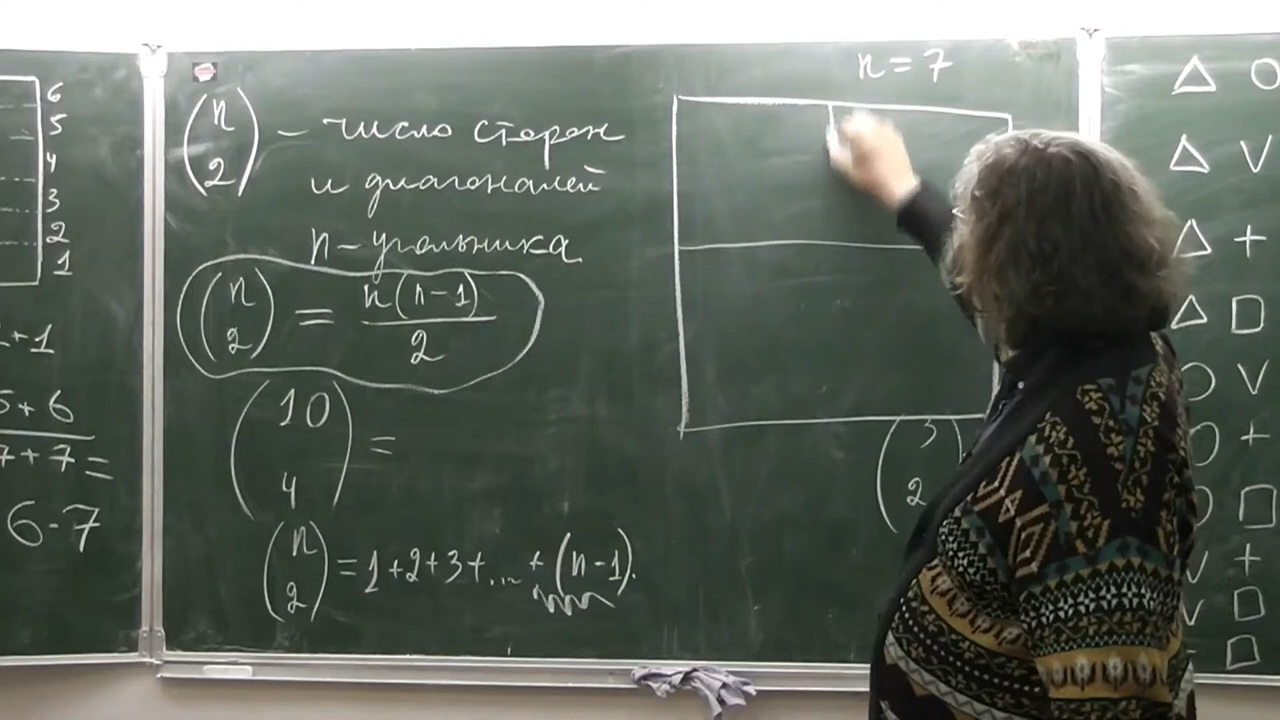 6
5
4
3
2
1
+1
5+6
7+7=
6·7
(n 2) – число сторон
и диагоналей
n-угольника
(n 2) = n(n-1)/2
(10 4) =
(n 2) = 1+2+3+...+(n-1).
n = 7
△ ○
△ V
△ +
△ □
○ V
○ +
○ □
V +
V □
□